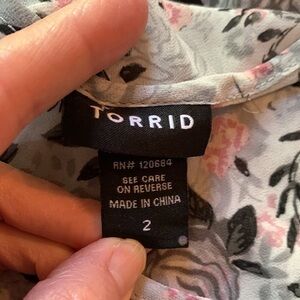 TORRID
RN# 120684
SEE CARE
ON REVERSE
MADE IN CHINA
2